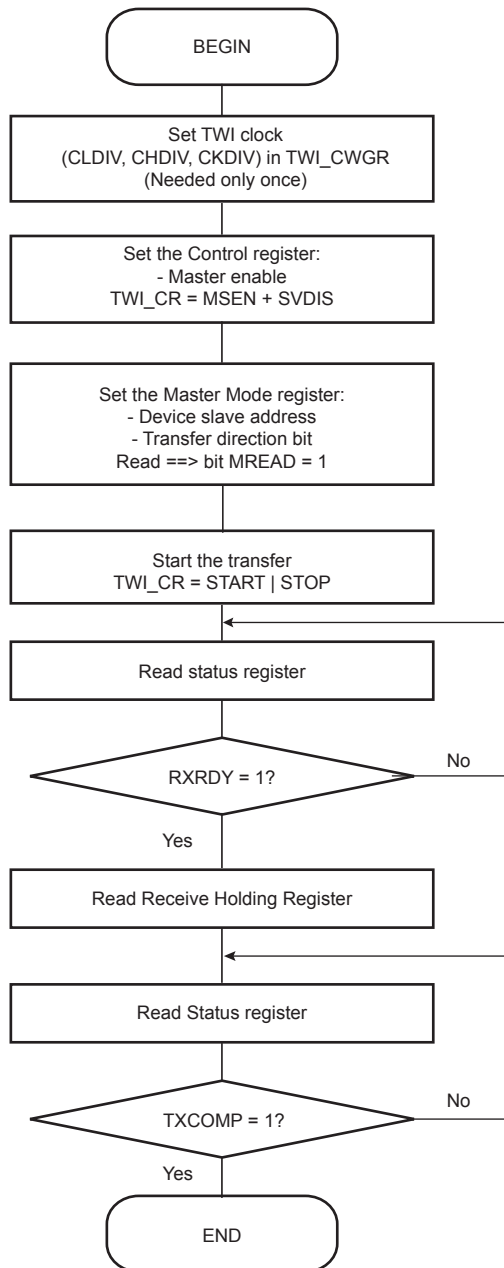 BEGIN
Set TWI clock
(CLDIV, CHDIV, CKDIV) in TWI_CWGR
(Needed only once)
Set the Control register:
- Master enable
TWI_CR = MSEN + SVDIS
Set the Master Mode register:
- Device slave address
- Transfer direction bit
Read ==> bit MREAD = 1
Start the transfer
TWI_CR = START | STOP
Read status register
RXRDY = 1?
No
Yes
Read Receive Holding Register
Read Status register
TXCOMP = 1?
No
Yes
END